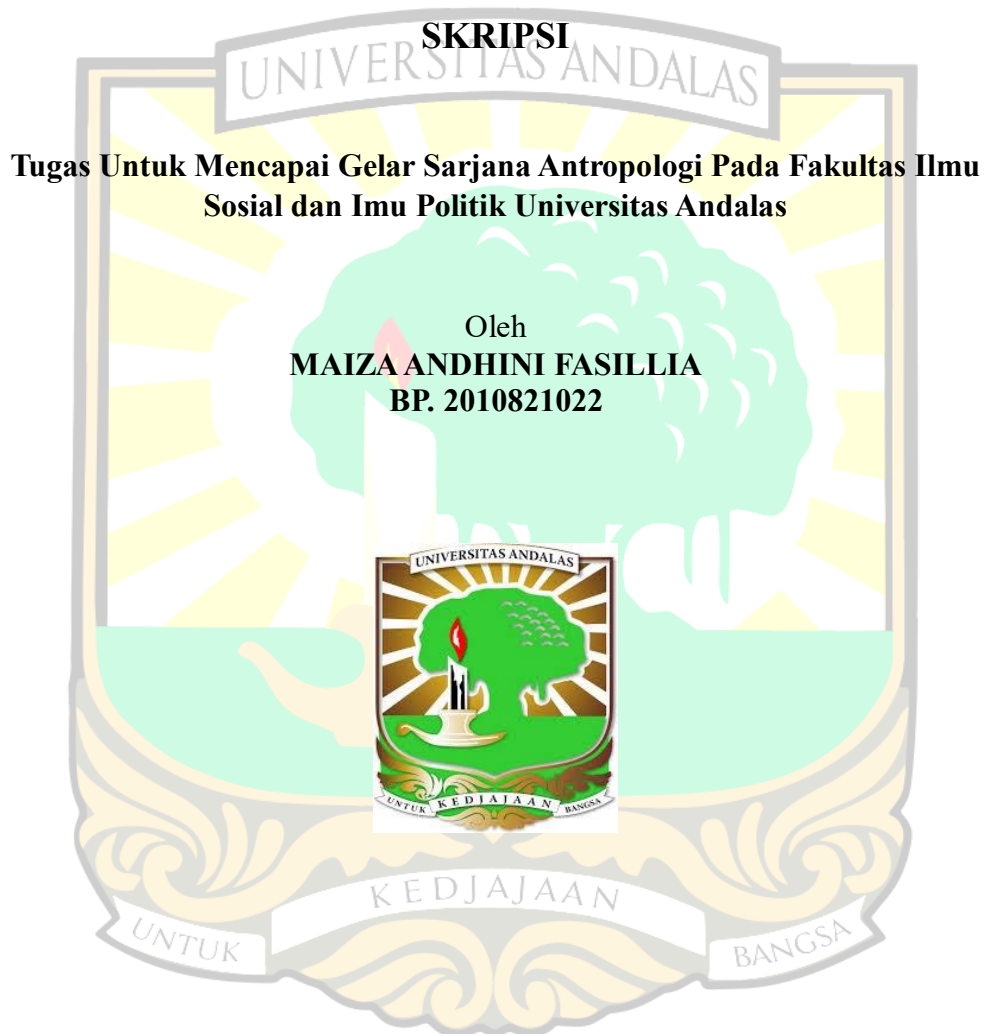 SKRIPSI
UNIVERSITAS ANDALAS
Tugas Untuk Mencapai Gelar Sarjana Antropologi Pada Fakultas Ilmu
Sosial dan Imu Politik Universitas Andalas
Oleh
MAIZA ANDHINI FASILLIA
BP. 2010821022
UNIVERSITAS ANDALAS
UNTUK KEDJAJAAN BANGSA
UNTUK KEDJAJAAN BANGSA